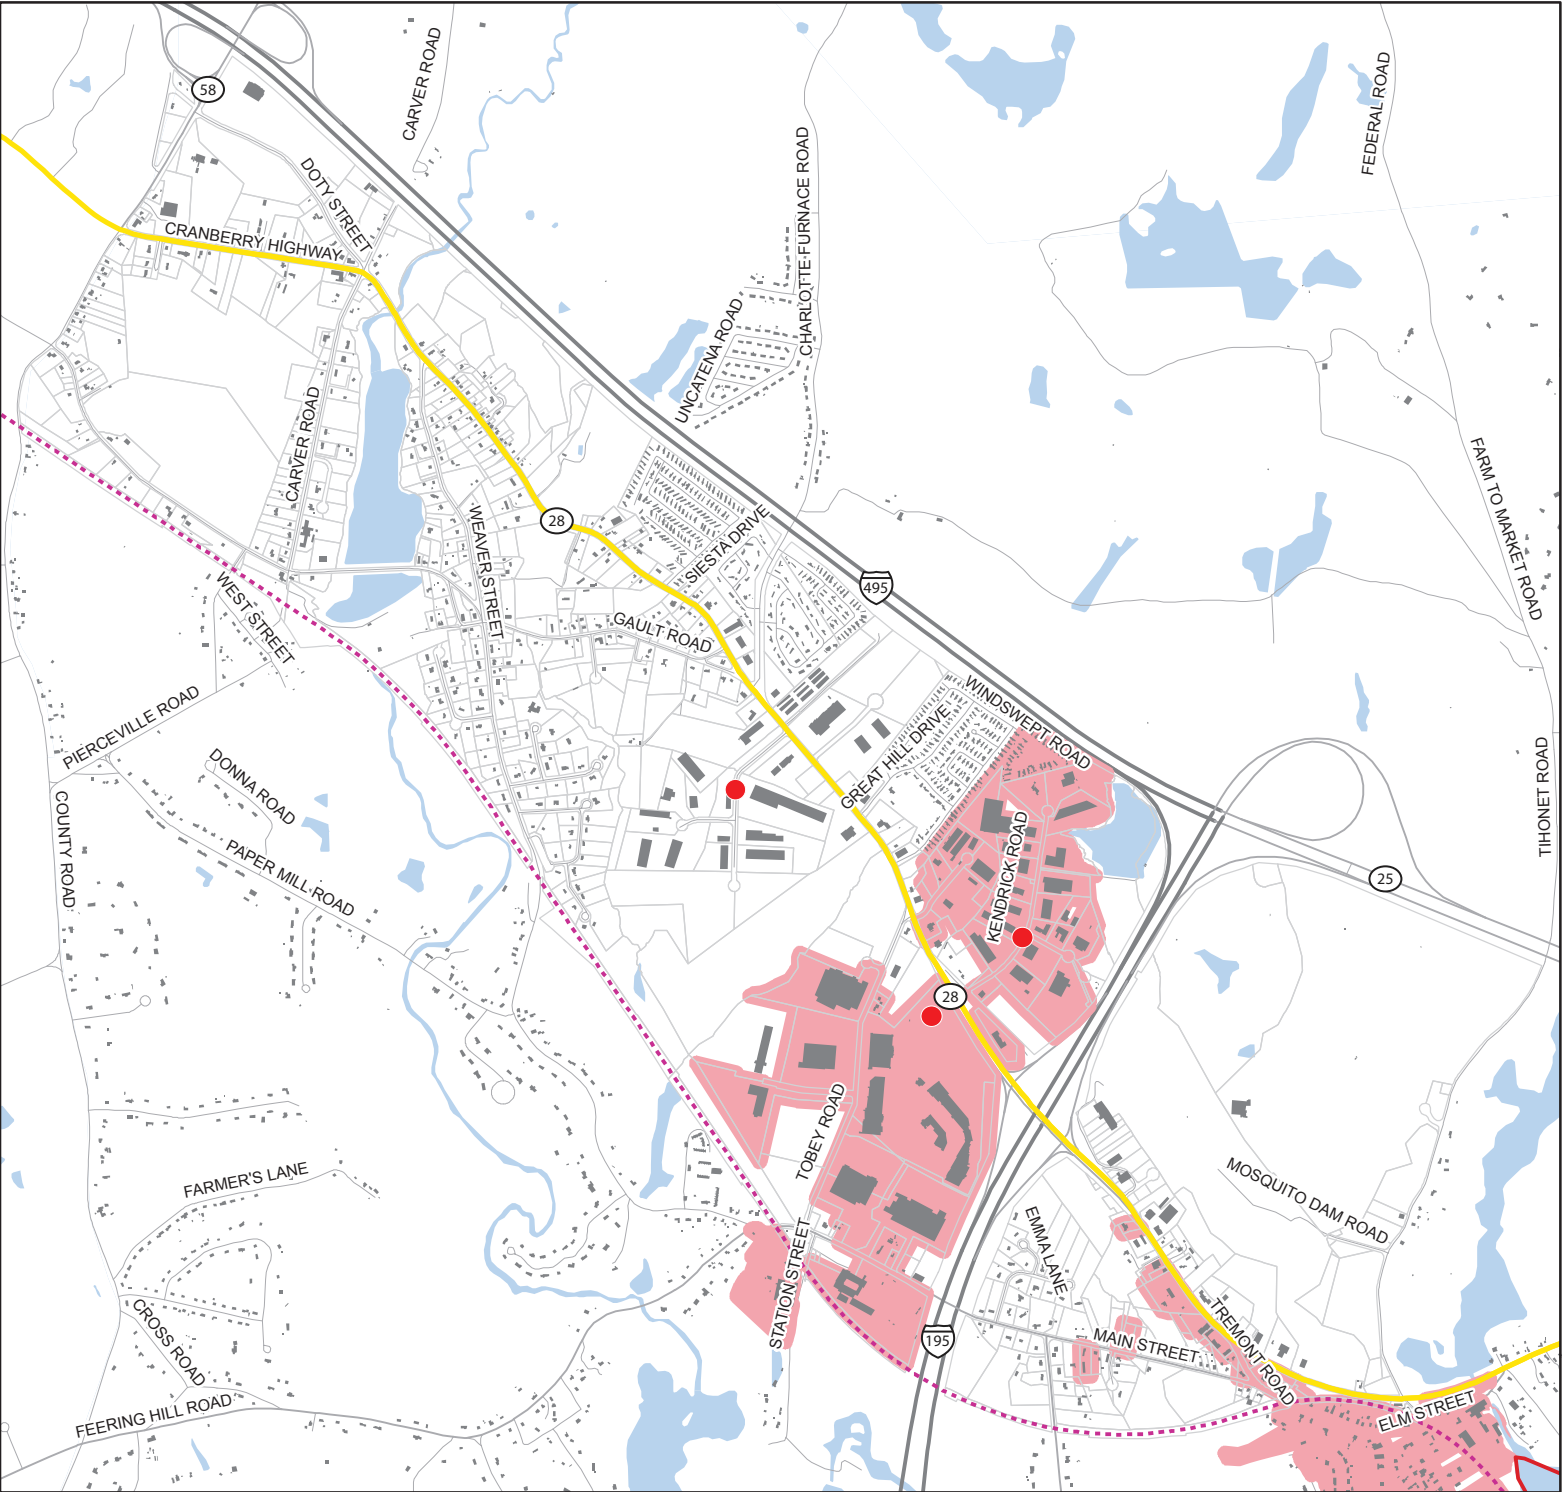 CARVER ROAD
58
FEDERAL ROAD
DOTY STREET
CHARLOTTE FURNACE ROAD
CRANBERRY HIGHWAY
UNCATENA ROAD
CARVER ROAD
FARM TO MARKET ROAD
28
WEAVER STREET
SIESTA DRIVE
495
WEST STREET
GAULT ROAD
PIERCEVILLE ROAD
WINDSWEPT ROAD
GREAT HILL DRIVE
DONNA ROAD
TIHONET ROAD
COUNTY ROAD
PAPER MILL ROAD
KENDRICK ROAD
25
28
TOBEY ROAD
FARMER'S LANE
MOSQUITO DAM ROAD
EMMA LANE
STATION STREET
CROSS ROAD
195
MAIN STREET
TREMONT ROAD
FEERING HILL ROAD
ELM STREET